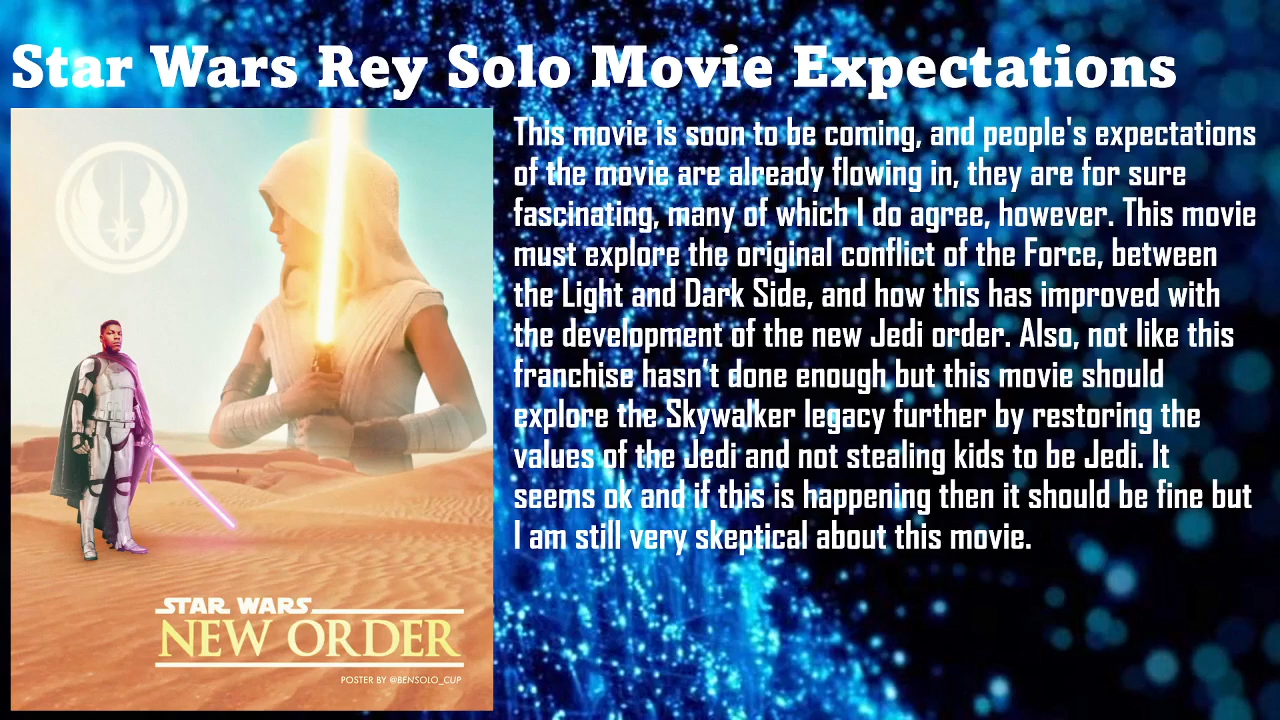 Star Wars Rey Solo Movie Expectations
This movie is soon to be coming, and people's expectations
of the movie are already flowing in, they are for sure
fascinating, many of which I do agree, however. This movie
must explore the original conflict of the Force, between
the Light and Dark Side, and how this has improved with
the development of the new Jedi order. Also, not like this
franchise hasn't done enough but this movie should
explore the Skywalker legacy further by restoring the
values of the Jedi and not stealing kids to be Jedi. It
seems ok and if this is happening then it should be fine but
I am still very skeptical about this movie.
STAR WARS
NEW ORDER
POSTER BY @BENSOLO_CUP